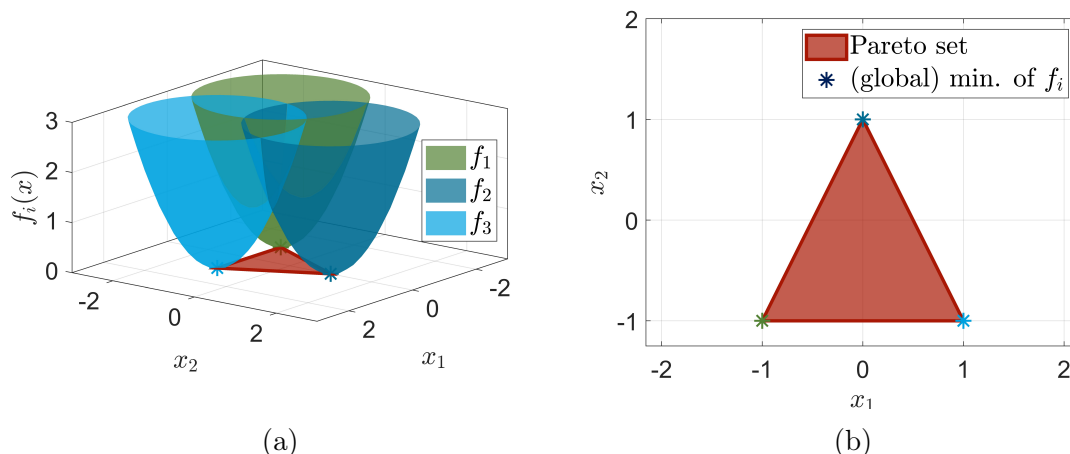 3
2
1
0
f_i(x)
-2
0
2
x_2
2
0
-2
x_1
f_1
f_2
f_3
(a)
2
1
0
-1
x_2
-2
-1
0
1
2
x_1
Pareto set
(global) min. of f_i
(b)